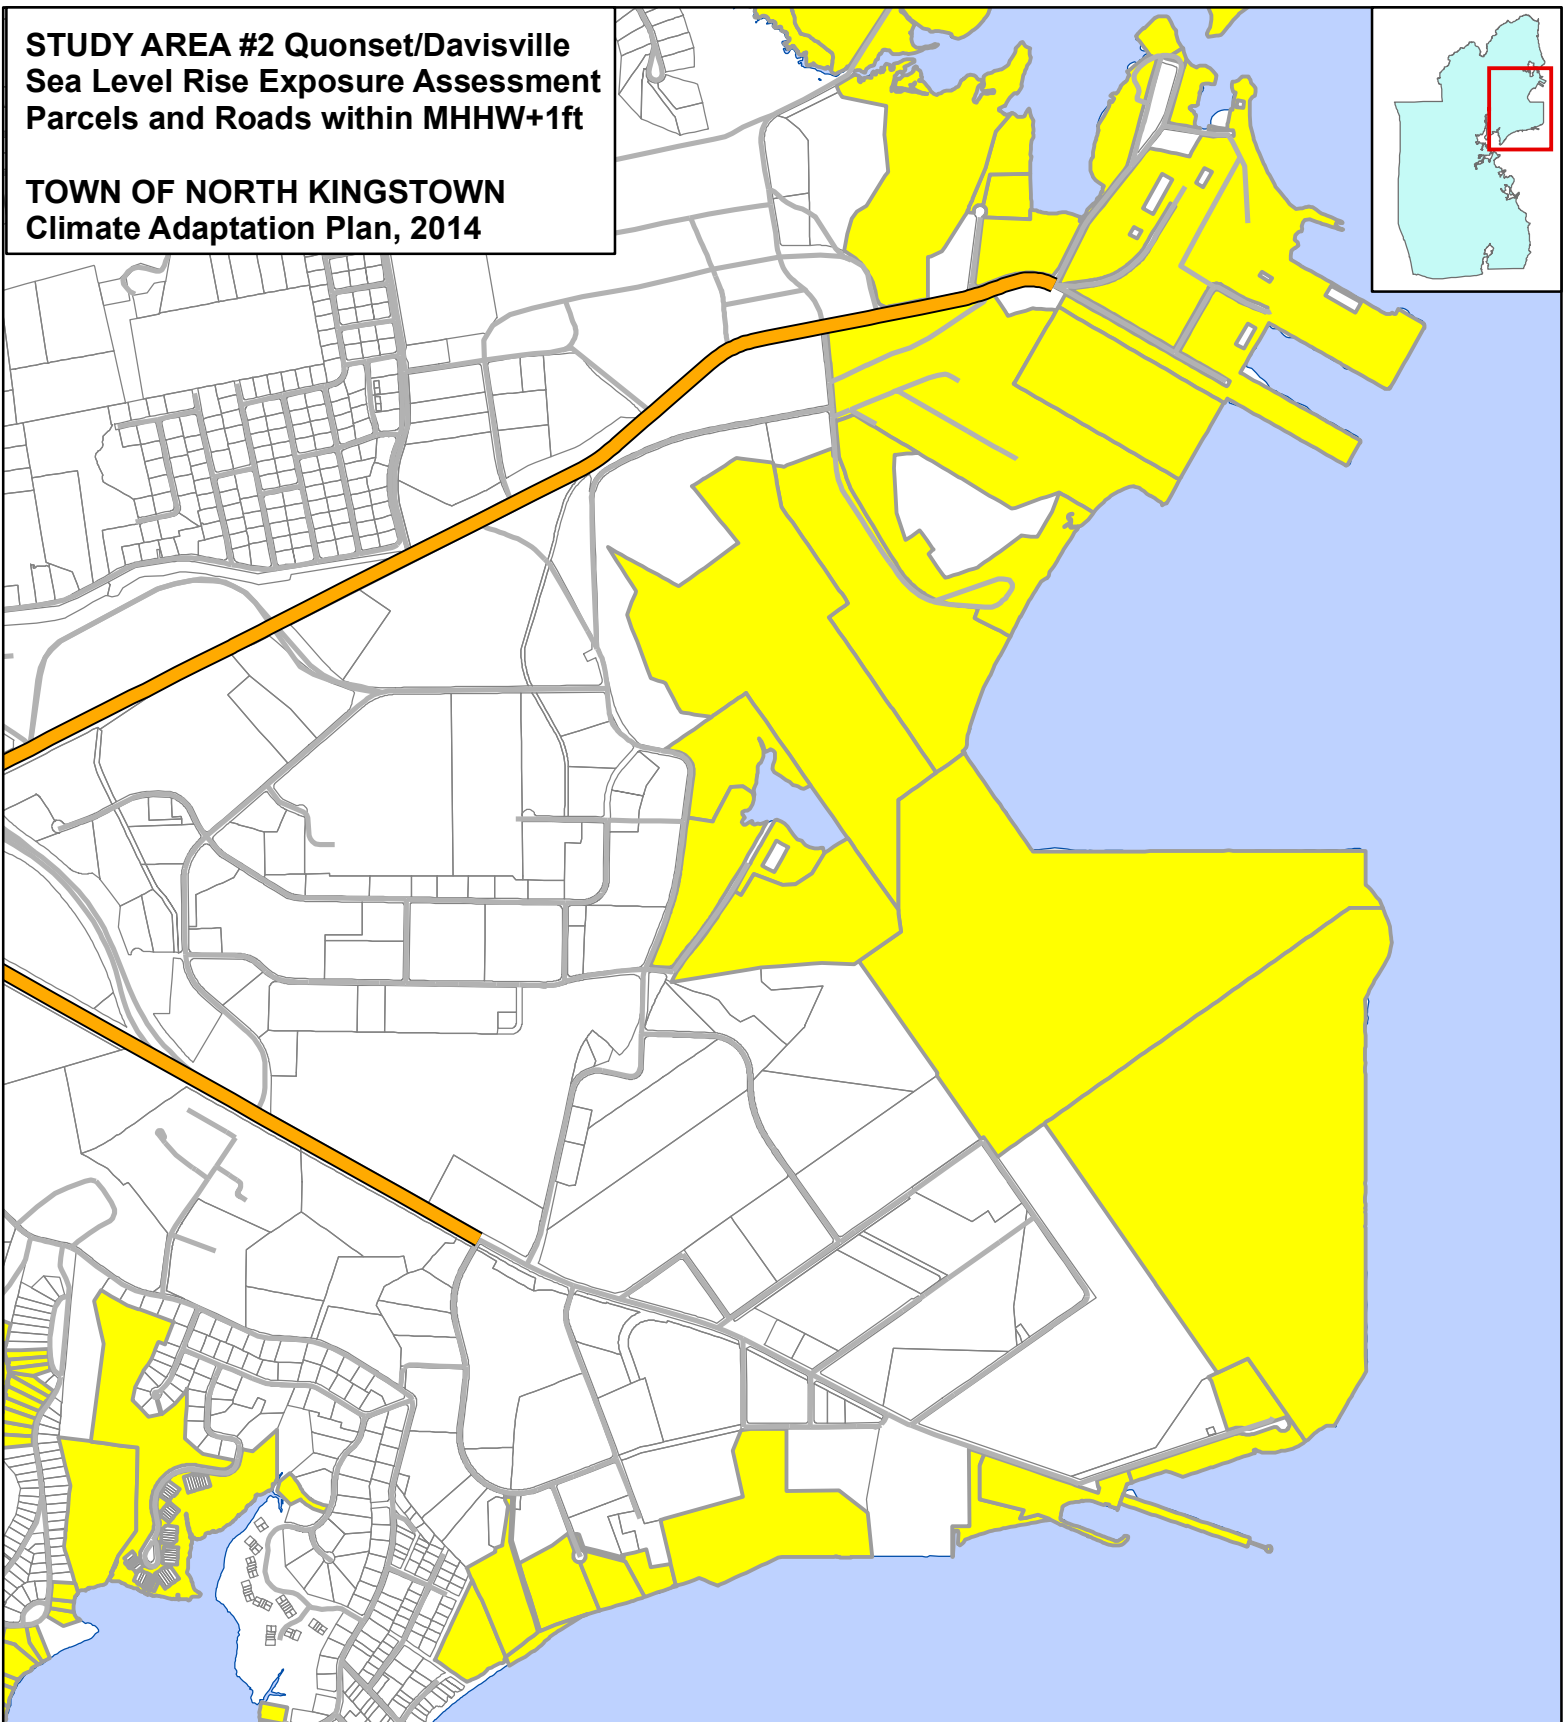 STUDY AREA #2 Quonset/Davisville
Sea Level Rise Exposure Assessment
Parcels and Roads within MHHW+1ft
TOWN OF NORTH KINGSTOWN
Climate Adaptation Plan, 2014